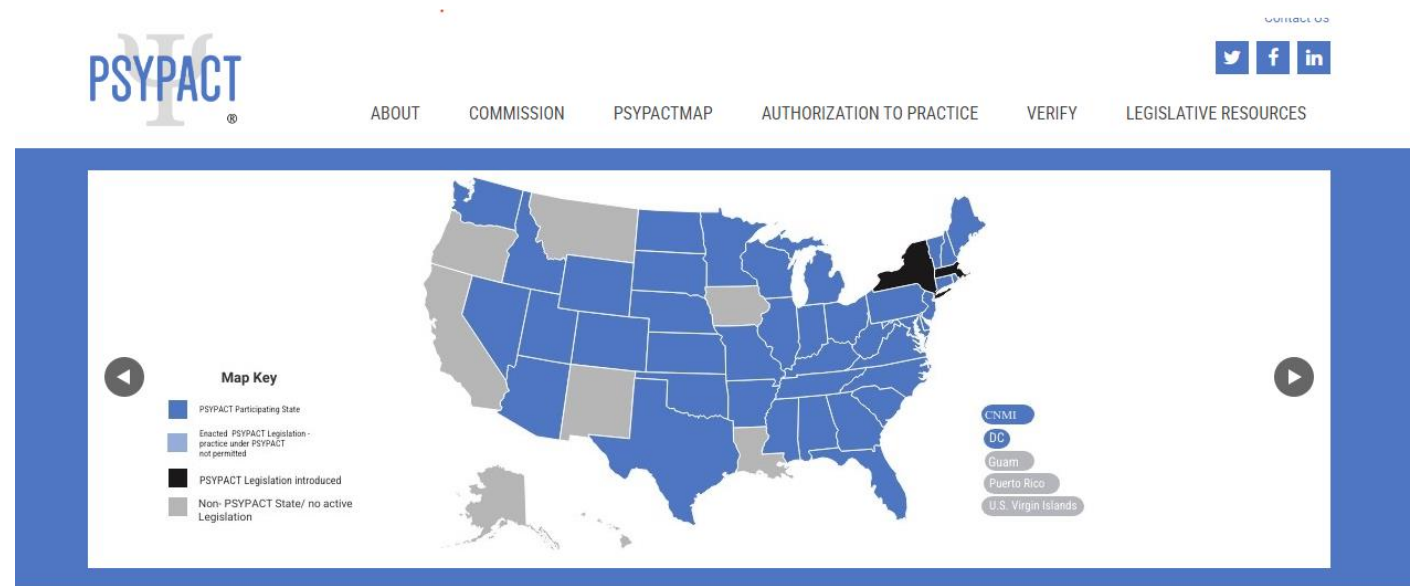 Contact Us
PSYPACT
®
ABOUT COMMISSION PSYPACTMAP AUTHORIZATION TO PRACTICE VERIFY LEGISLATIVE RESOURCES
Map Key
PSYPACT Participating State
Enacted PSYPACT Legislation -
practice under PSYPACT
not permitted
PSYPACT Legislation introduced
Non- PSYPACT State/ no active
Legislation
CNMI
DC
Guam
Puerto Rico
U.S. Virgin Islands